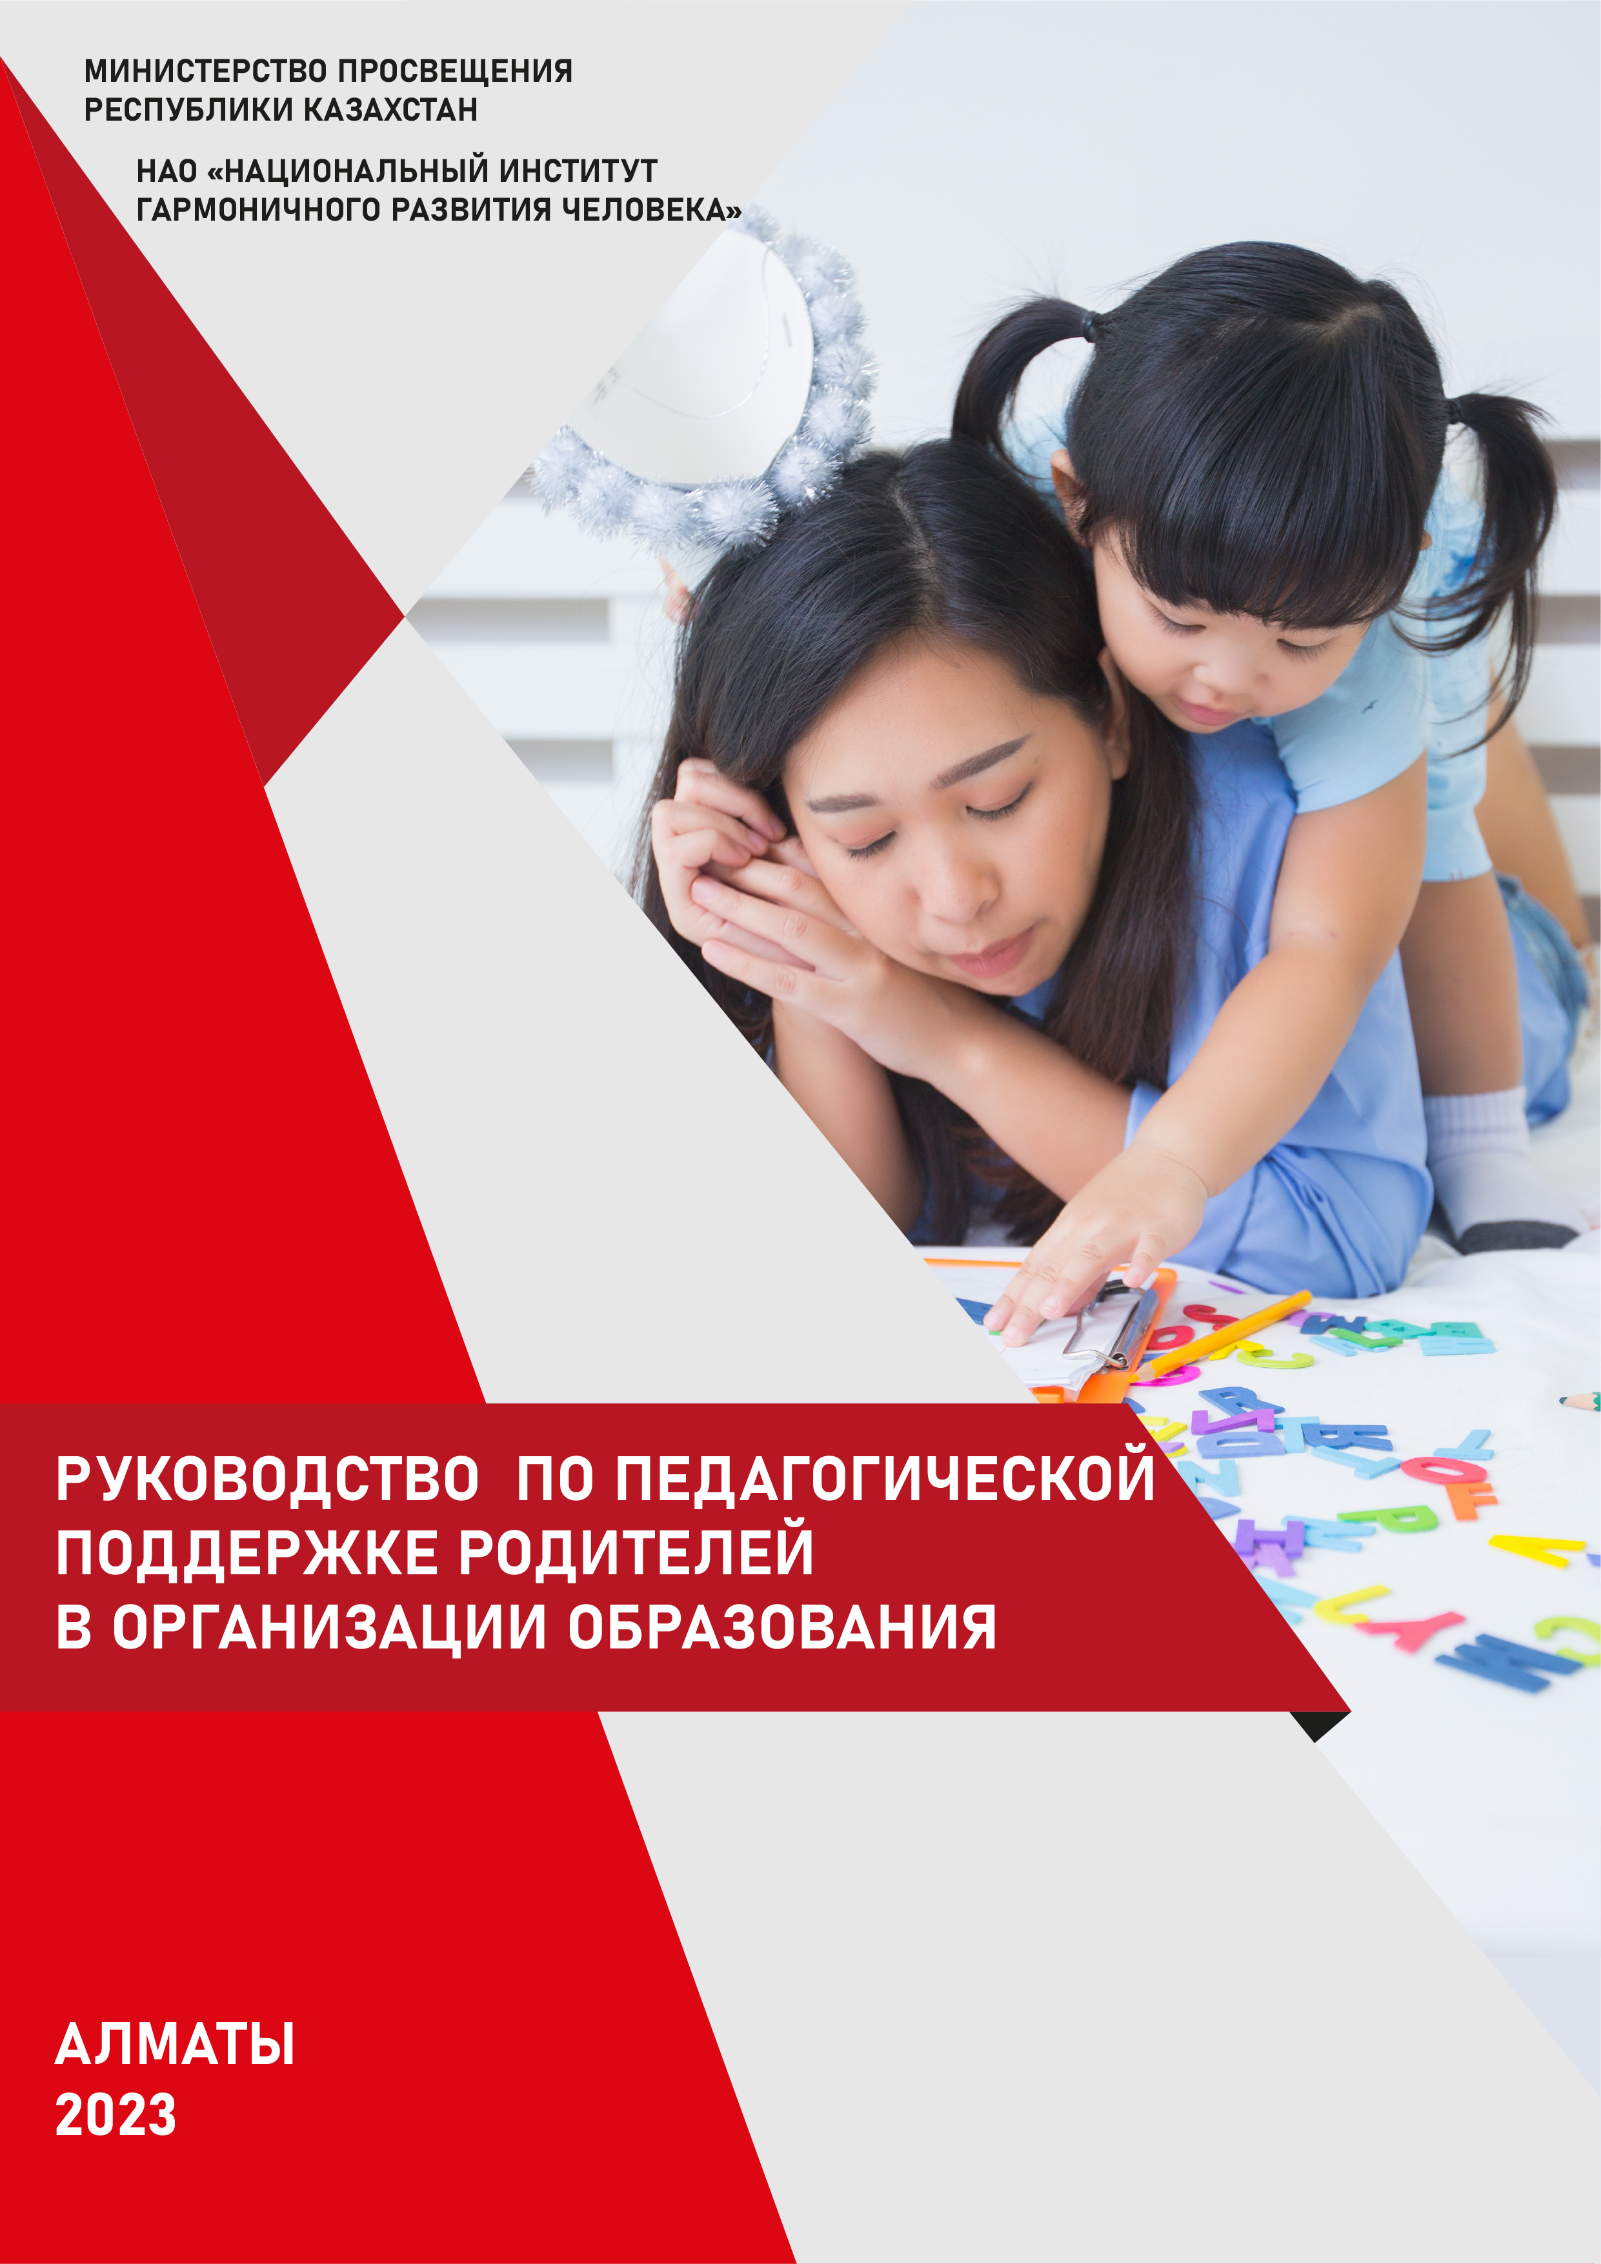 МИНИСТЕРСТВО ПРОСВЕЩЕНИЯ
РЕСПУБЛИКИ КАЗАХСТАН
НАО «НАЦИОНАЛЬНЫЙ ИНСТИТУТ
ГАРМОНИЧНОГО РАЗВИТИЯ ЧЕЛОВЕКА»
РУКОВОДСТВО ПО ПЕДАГОГИЧЕСКОЙ
ПОДДЕРЖКЕ РОДИТЕЛЕЙ
В ОРГАНИЗАЦИИ ОБРАЗОВАНИЯ
АЛМАТЫ
2023